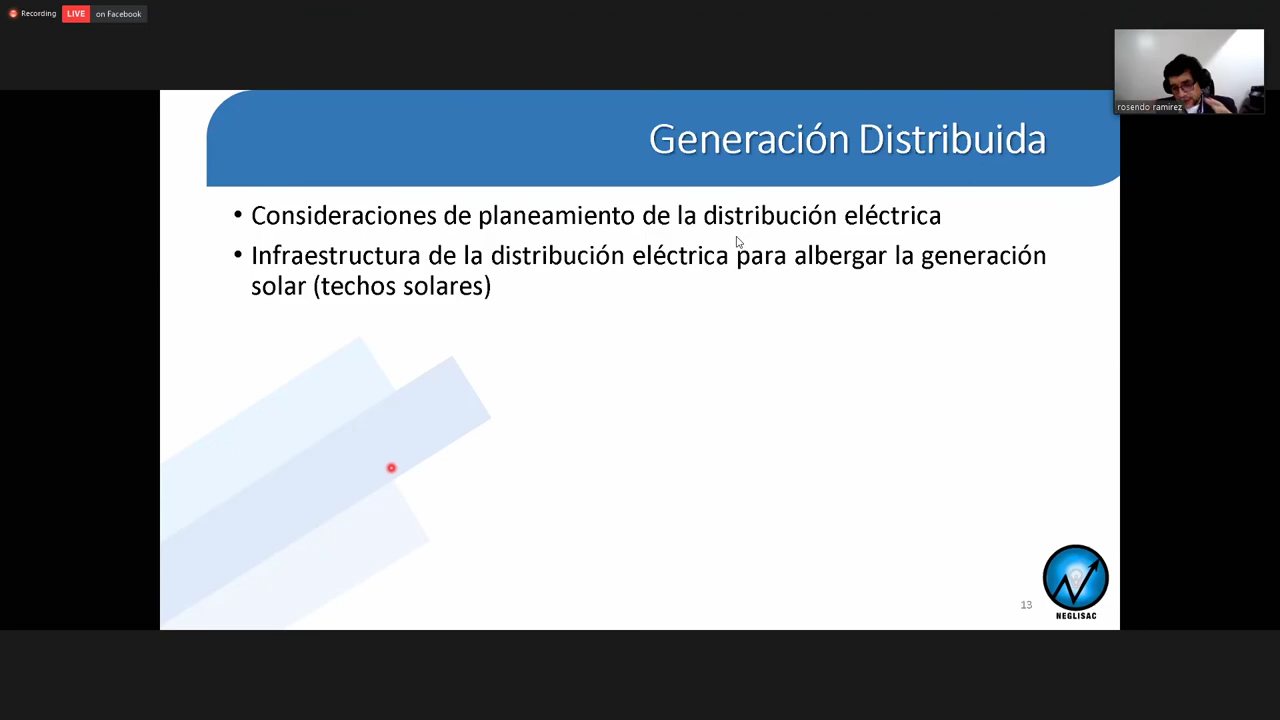 Recording LIVE on Facebook
rosendo ramirez
Generación Distribuida
• Consideraciones de planeamiento de la distribución eléctrica
• Infraestructura de la distribución eléctrica para albergar la generación
solar (techos solares)
13
NEGLISAC